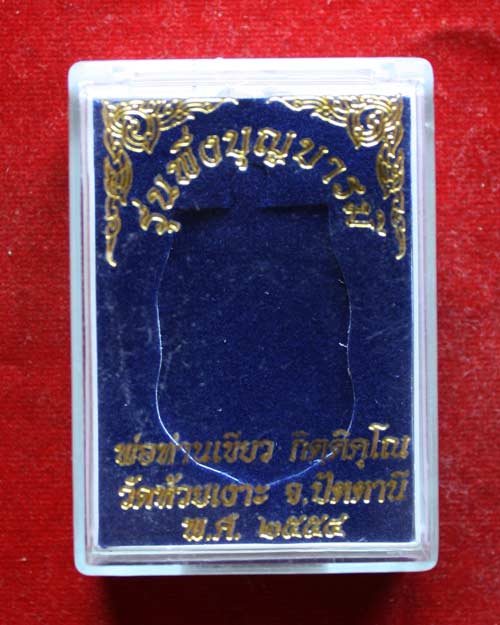 รุ่นพึ่งบุญบารมี
พ่อท่านเขียว กิตฺติคุโณ
วัดห้วยเงาะ จ.ปัตตานี
พ.ศ. ๒๕๕๔